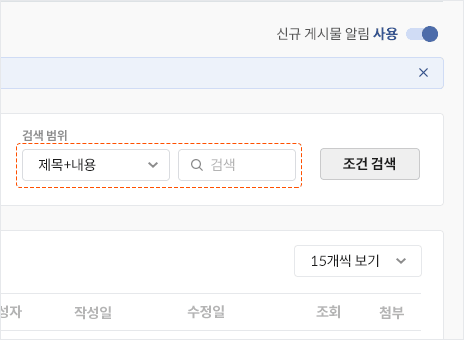 신규 게시물 알림 사용
검색 범위
제목+내용 검색 조건 검색
15개씩 보기
성자 작성일 수정일 조회 첨부